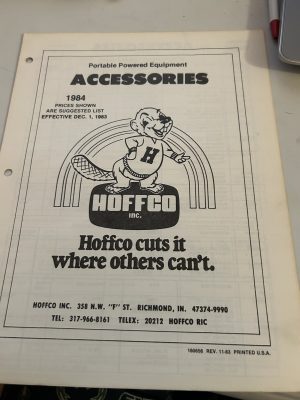 Portable Powered Equipment
ACCESSORIES
1984
PRICES SHOWN
ARE SUGGESTED LIST
EFFECTIVE DEC. 1, 1983
H
HOFFCO
INC.
Hoffco cuts it
where others can't.
HOFFCO INC. 358 N.W. "F" ST. RICHMOND, IN. 47374-9990
TEL: 317-966-8161 TELEX: 20212 HOFFCO RIC
REV. 11-83 PRINTED U.S.A.